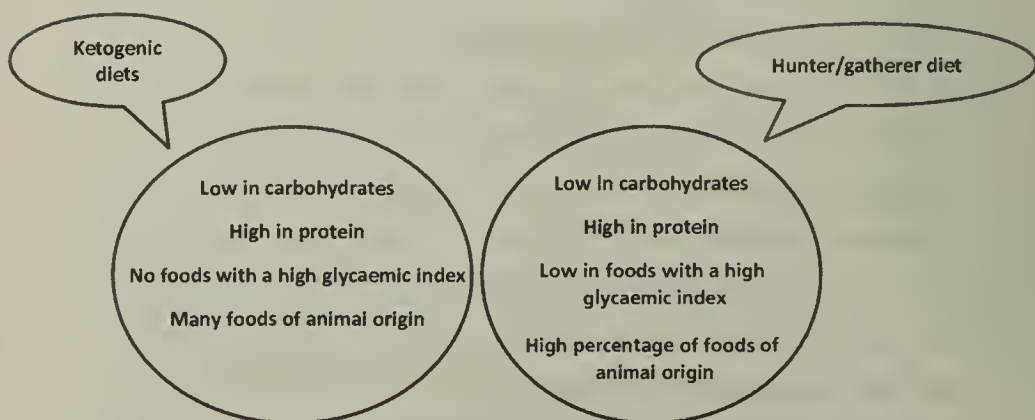 Ketogenic
diets
Hunter/gatherer diet
Low in carbohydrates
High in protein
No foods with a high glycaemic index
Many foods of animal origin
Low in carbohydrates
High in protein
Low in foods with a high
glycaemic index
High percentage of foods of
animal origin